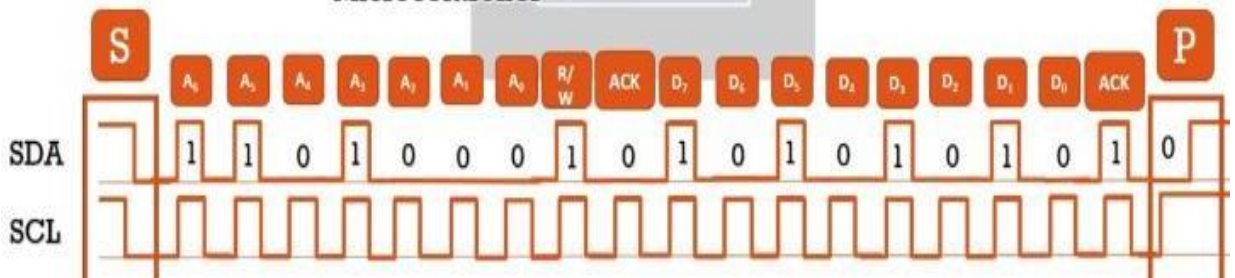 S P
A₆ A₅ A₄ A₃ A₂ A₁ A₀ R/W ACK D₇ D₆ D₅ D₄ D₃ D₂ D₁ D₀ ACK
SDA 1 1 0 1 0 0 0 1 0 1 0 1 0 1 0 1 0 1 0
SCL